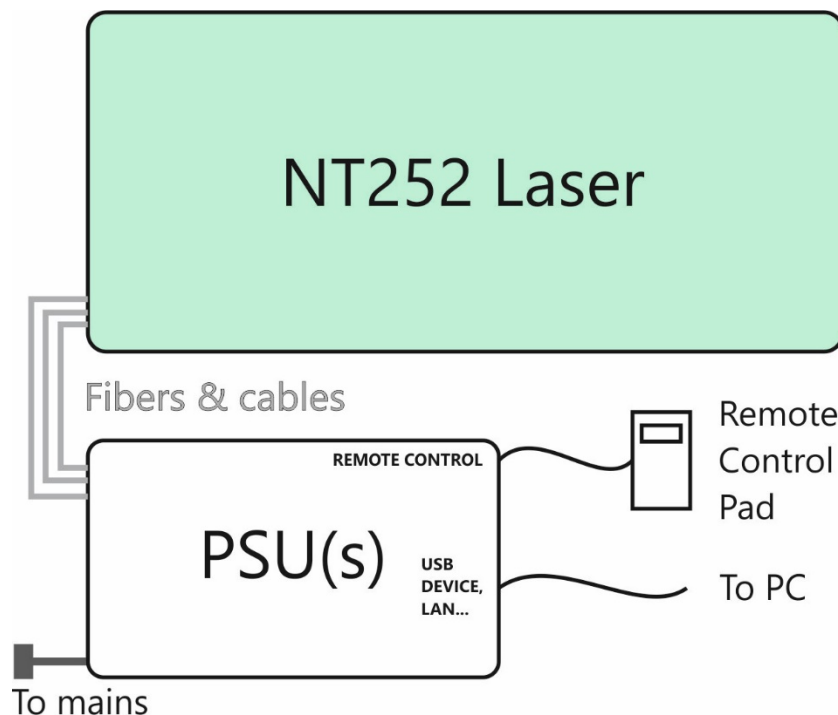 NT252 Laser
Fibers & cables
REMOTE CONTROL
Remote
Control
Pad
PSU(s)
USB
DEVICE,
LAN...
To PC
To mains